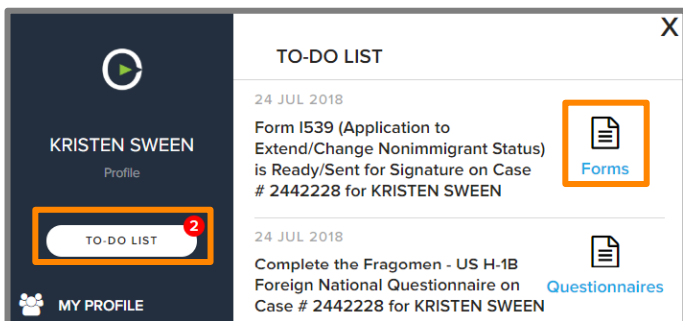 X
TO-DO LIST
KRISTEN SWEEN
Profile
TO-DO LIST
2
MY PROFILE
24 JUL 2018
Form I539 (Application to
Extend/Change Nonimmigrant Status)
is Ready/Sent for Signature on Case
# 2442228 for KRISTEN SWEEN
Forms
24 JUL 2018
Complete the Fragomen - US H-1B
Foreign National Questionnaire on
Case # 2442228 for KRISTEN SWEEN
Questionnaires